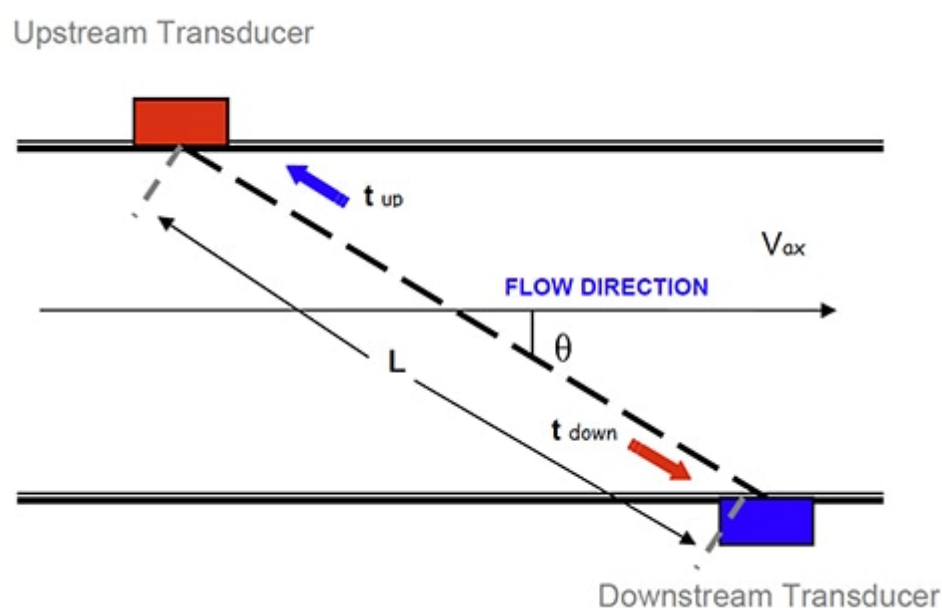 Upstream Transducer
t up
Vax
FLOW DIRECTION
θ
L
t down
Downstream Transducer